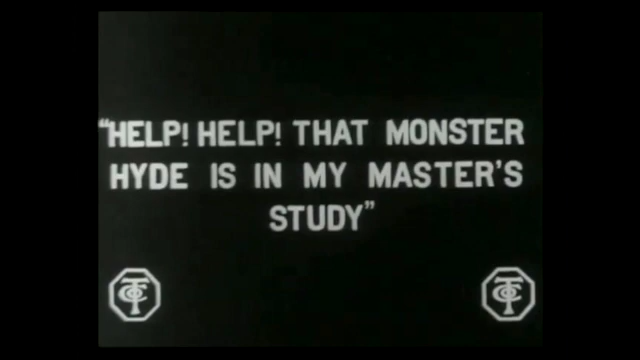 "HELP! HELP! THAT MONSTER
HYDE IS IN MY MASTER'S
STUDY"